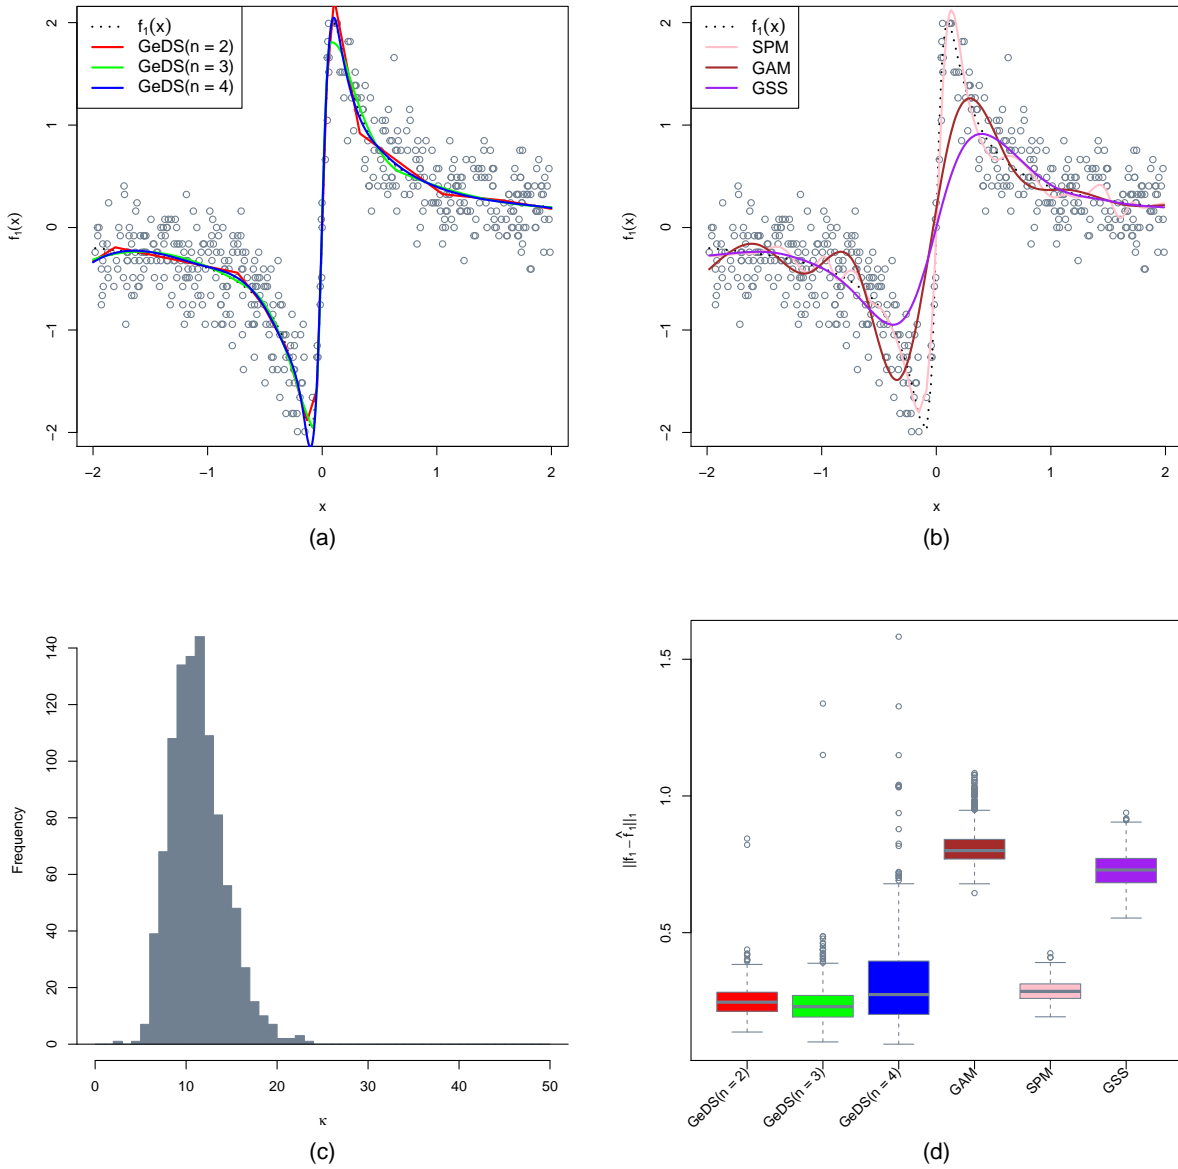 f₁(x)
GeDS(n = 2)
GeDS(n = 3)
GeDS(n = 4)
f₁(x)
2
1
0
−1
−2
−2
−1
0
1
2
x
(a)
f₁(x)
SPM
GAM
GSS
f₁(x)
2
1
0
−1
−2
−2
−1
0
1
2
x
(b)
Frequency
140
120
100
80
60
40
20
0
0
10
20
30
40
50
κ
(c)
||f₁ − f̂₁||₁
1.5
1.0
0.5
GeDS(n = 2)
GeDS(n = 3)
GeDS(n = 4)
GAM
SPM
GSS
(d)